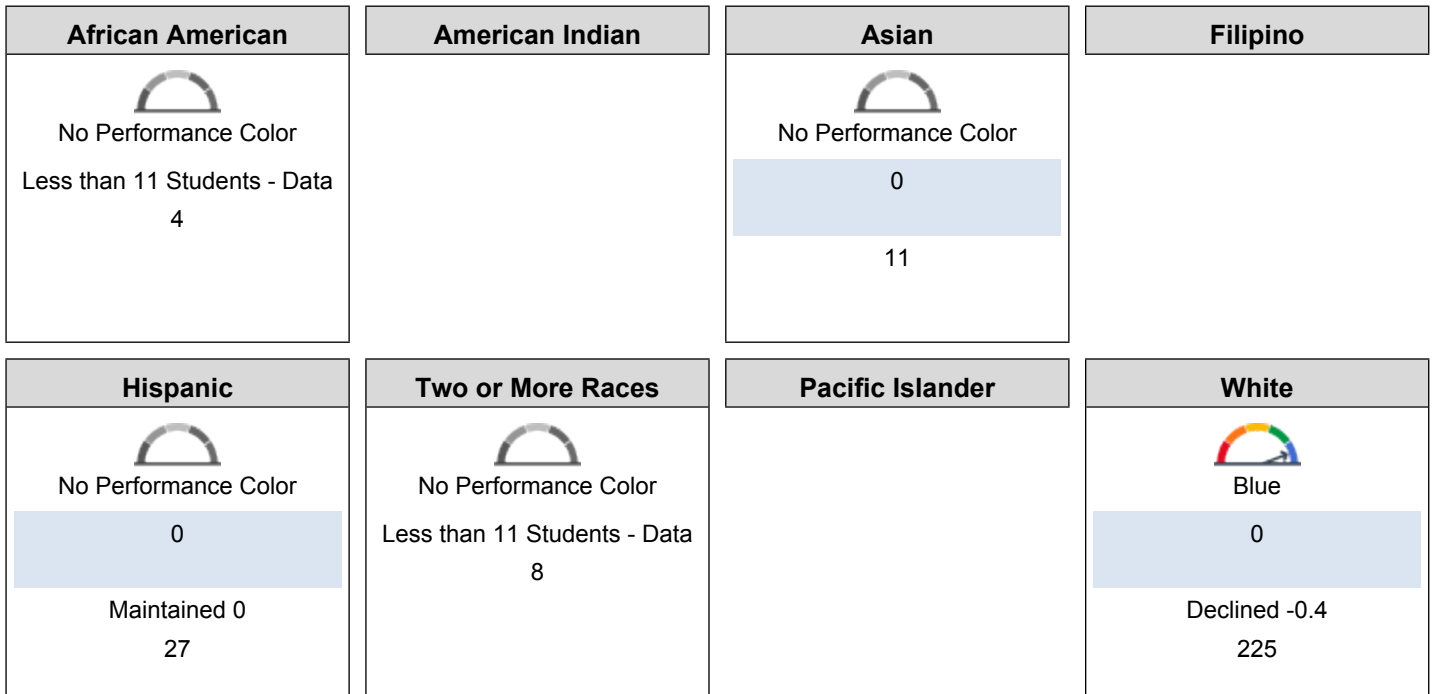 African American
No Performance Color
Less than 11 Students - Data
4
American Indian
Asian
No Performance Color
0
11
Filipino
Hispanic
No Performance Color
0
Maintained 0
27
Two or More Races
No Performance Color
Less than 11 Students - Data
8
Pacific Islander
White
Blue
0
Declined -0.4
225